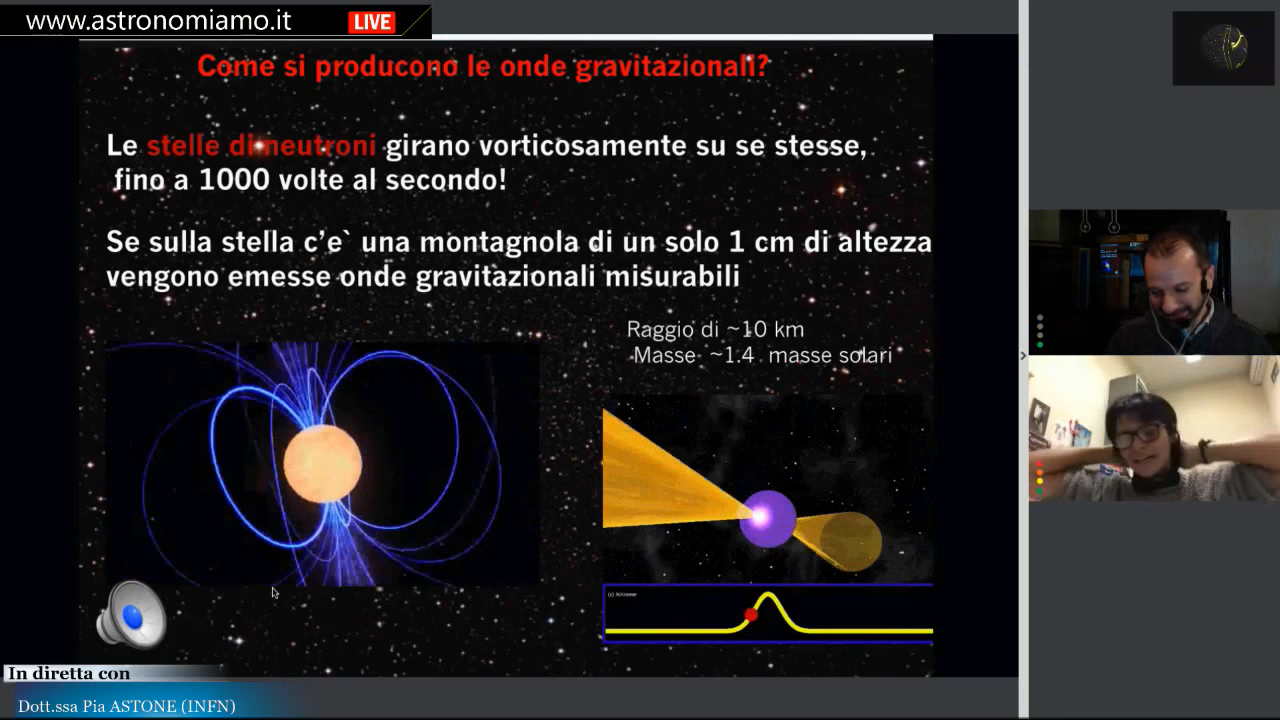 www.astronomiamo.it LIVE
Come si producono le onde gravitazionali?
Le stelle di neutroni girano vorticosamente su se stesse,
fino a 1000 volte al secondo!
Se sulla stella c'e` una montagnola di un solo 1 cm di altezza
vengono emesse onde gravitazionali misurabili
Raggio di ~10 km
Masse ~1.4 masse solari
In diretta con
Dott.ssa Pia ASTONE (INFN)